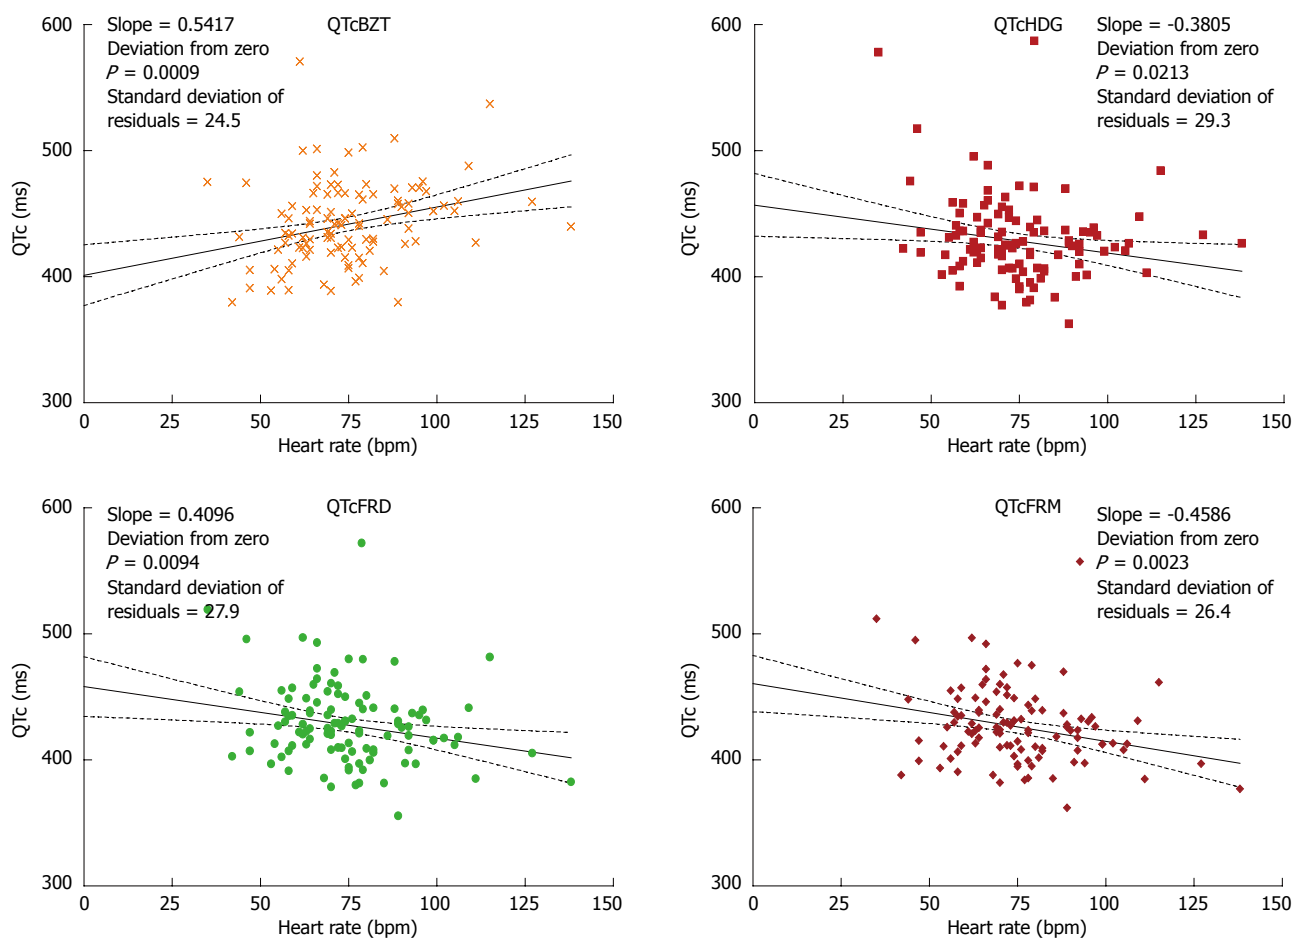 QTcBZT
Slope = 0.5417
Deviation from zero
P = 0.0009
Standard deviation of
residuals = 24.5
600
500
400
300
QTc (ms)
0 25 50 75 100 125 150
Heart rate (bpm)
QTcHDG
Slope = -0.3805
Deviation from zero
P = 0.0213
Standard deviation of
residuals = 29.3
600
500
400
300
QTc (ms)
0 25 50 75 100 125 150
Heart rate (bpm)
QTcFRD
Slope = 0.4096
Deviation from zero
P = 0.0094
Standard deviation of
residuals = 27.9
600
500
400
300
QTc (ms)
0 25 50 75 100 125 150
Heart rate (bpm)
QTcFRM
Slope = -0.4586
Deviation from zero
P = 0.0023
Standard deviation of
residuals = 26.4
600
500
400
300
QTc (ms)
0 25 50 75 100 125 150
Heart rate (bpm)